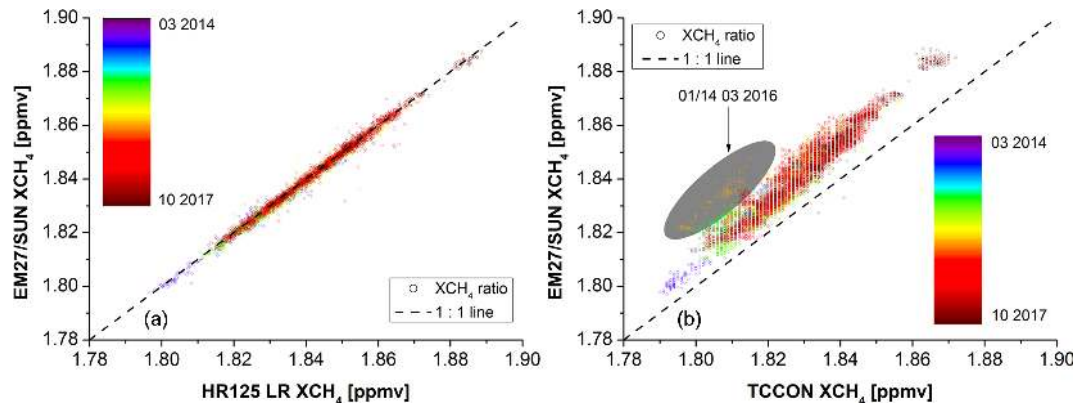 1.90
1.88
1.86
1.84
1.82
1.80
1.78
EM27/SUN XCH₄ [ppmv]
03 2014
10 2017
XCH₄ ratio
1 : 1 line
(a)
1.78 1.80 1.82 1.84 1.86 1.88 1.90
HR125 LR XCH₄ [ppmv]
1.90
1.88
1.86
1.84
1.82
1.80
1.78
EM27/SUN XCH₄ [ppmv]
XCH₄ ratio
1 : 1 line
01/14 03 2016
03 2014
10 2017
(b)
1.78 1.80 1.82 1.84 1.86 1.88 1.90
TCCON XCH₄ [ppmv]